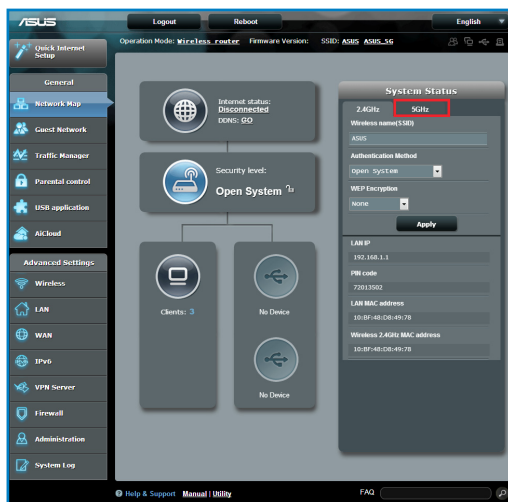 ASUS
Logout
Reboot
English
Operation Mode: Wireless router Firmware Version: SSID: ASUS ASUS_5G
Quick Internet
Setup
General
Network Map
Guest Network
Traffic Manager
Parental control
USB application
AiCloud
Advanced Settings
Wireless
LAN
WAN
IPv6
VPN Server
Firewall
Administration
System Log
Internet status:
Disconnected
DDNS: GO
Security level:
Open System
Clients: 3
No Device
No Device
System Status
2.4GHz
5GHz
Wireless name(SSID)
ASUS
Authentication Method
Open System
WEP Encryption
None
Apply
LAN IP
192.168.1.1
PIN code
72013502
LAN MAC address
10:BF:48:D8:49:78
Wireless 2.4GHz MAC address
10:BF:48:D8:49:78
Help & Support Manual | Utility
FAQ